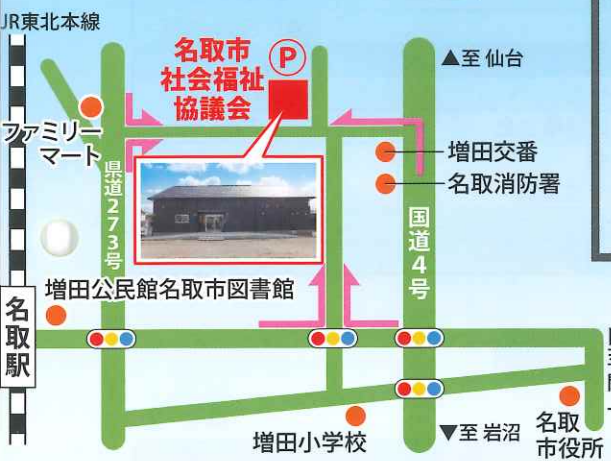 JR東北本線
名取市
社会福祉
協議会
P
▲至 仙台
ファミリー
マート
増田交番
名取消防署
県道273号
国道4号
増田公民館名取市図書館
名取駅
増田小学校
▼至 岩沼
名取
市役所